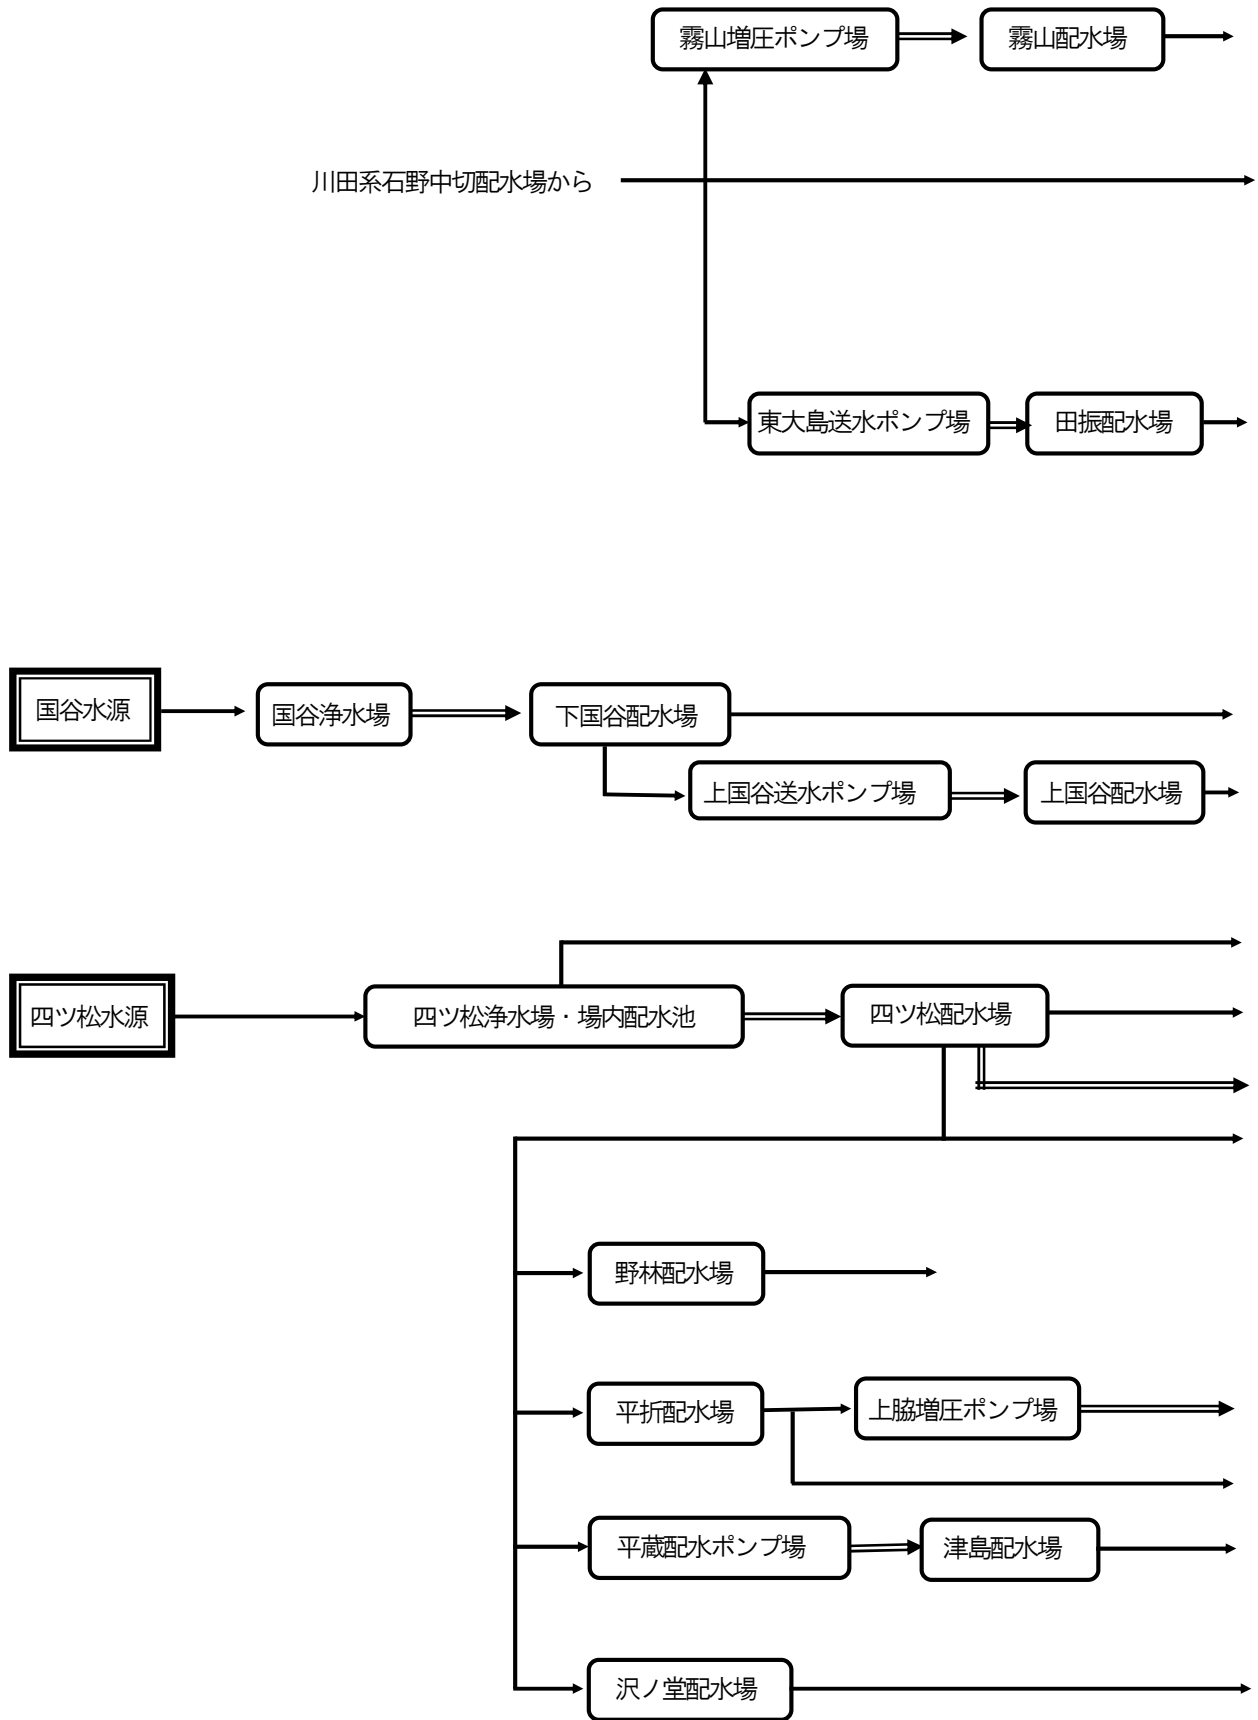 霧山増圧ポンプ場
霧山配水場
川田系石野中切配水場から
東大島送水ポンプ場
田振配水場
国谷水源
国谷浄水場
下国谷配水場
上国谷送水ポンプ場
上国谷配水場
四ツ松水源
四ツ松浄水場・場内配水池
四ツ松配水場
野林配水場
平折配水場
上脇増圧ポンプ場
平蔵配水ポンプ場
津島配水場
沢ノ堂配水場